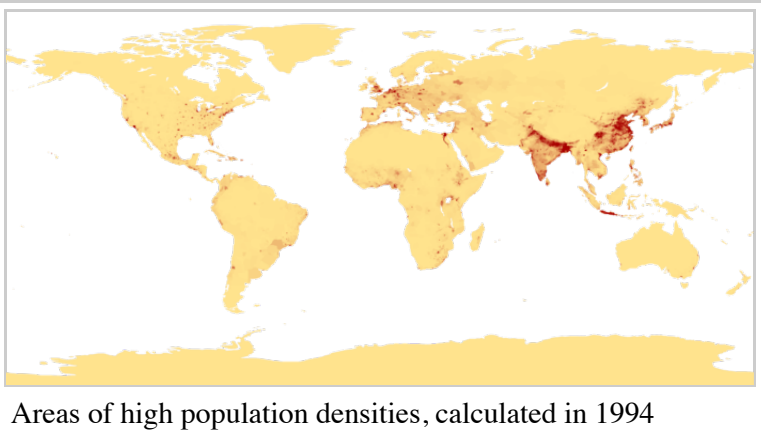 Areas of high population densities, calculated in 1994